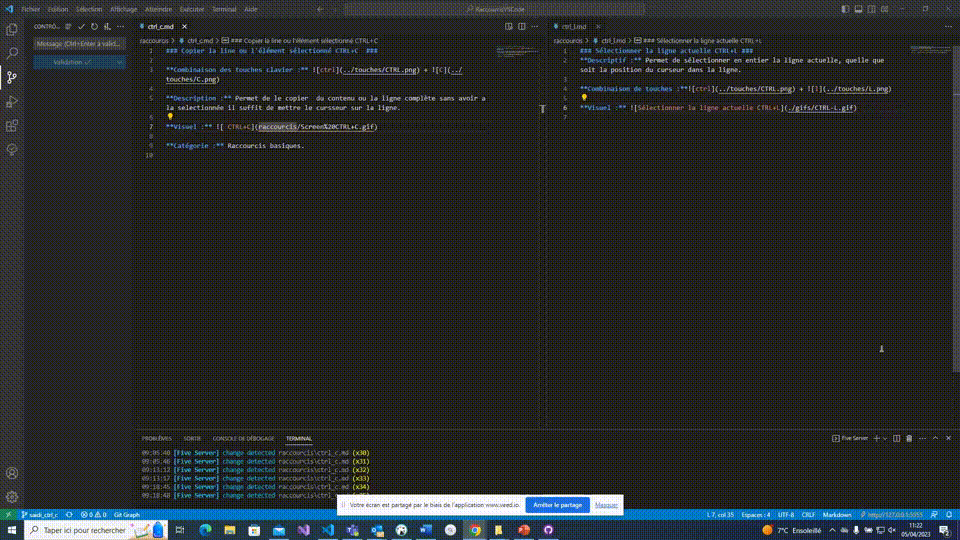 Fichier Edition Sélection Affichage Atteindre Exécuter Terminal Aide
RaccourcisVSCode
CONTRÔ...
Message (Ctrl+Entrée à valid...
Validation
ctrl_c.md
raccourcis > ctrl_c.md > ### Copier la line ou l'élément sélectionné CTRL+C
1 ### Copier la line ou l'élément sélectionné CTRL+C ###
2
3 **Combinaison des touches clavier :** ![ctrl](../touches/CTRL.png) + ![C](../
touches/C.png)
4
5 **Description :** Permet de le copier du contenu ou la ligne complète sans avoir a
la selectionnée il suffit de mettre le cursseur sur la ligne.
6
7 **Visuel :** ![ CTRL+C](raccourcis/Screen%20CTRL+C.gif)
8
9 **Catégorie :** Raccourcis basiques.
10
ctrl_l.md
raccourcis > ctrl_l.md > ### Sélectionner la ligne actuelle CTRL+L
1 ### Sélectionner la ligne actuelle CTRL+L ###
2 **Descriptif :** Permet de sélectionner en entier la ligne actuelle, quelle que
soit la position du curseur dans la ligne.
3
4 **Combinaison de touches :**![ctrl](../touches/CTRL.png) + ![l](../touches/L.png)
5
6 **Visuel :** ![Sélectionner la ligne actuelle CTRL+L](./gifs/CTRL-L.gif)
7
PROBLÈMES SORTIE CONSOLE DE DÉBOGAGE TERMINAL
Five Server
09:05:40 [Five Server] change detected raccourcis\ctrl_c.md (x30)
09:05:46 [Five Server] change detected raccourcis\ctrl_c.md (x31)
09:13:12 [Five Server] change detected raccourcis\ctrl_c.md (x32)
09:13:17 [Five Server] change detected raccourcis\ctrl_c.md (x33)
09:18:45 [Five Server] change detected raccourcis\ctrl_c.md (x34)
09:18:48 [Five Server] change detected raccourcis\ctrl_c.md
Votre écran est partagé par le biais de l'application www.veed.io.
Arrêter le partage
Masquer
saidi_ctrl_c 0 0 Git Graph
L 7, col 35 Espaces : 4 UTF-8 CRLF Markdown http://127.0.0.1:5555
Taper ici pour rechercher
7°C Ensoleillé
11:22
05/04/2023
2